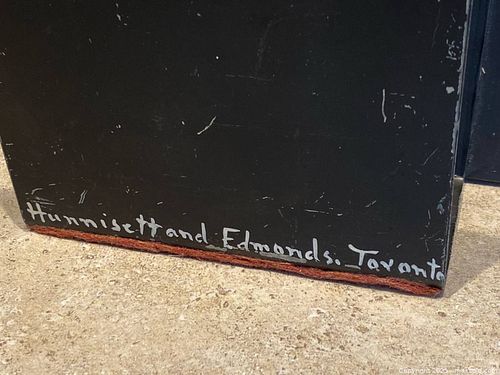 Hunnisett and Edmonds. Toronto